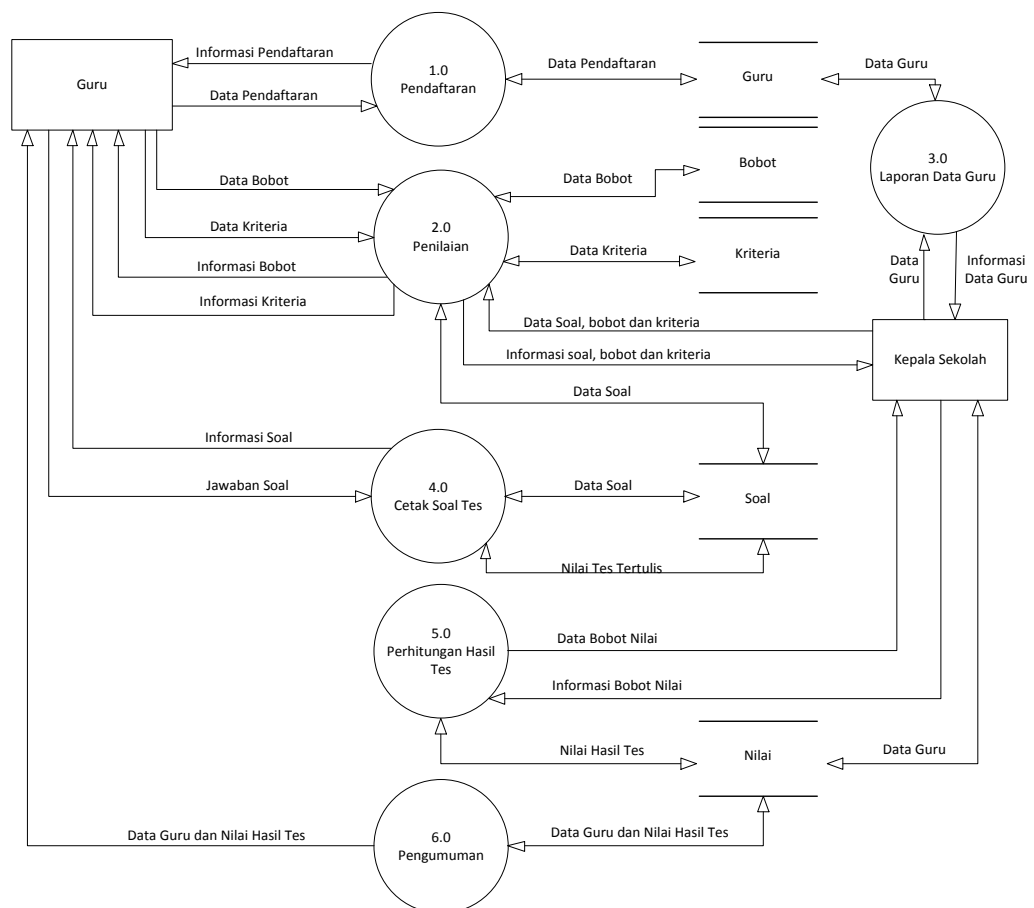 Informasi Pendaftaran
1.0
Pendaftaran
Data Pendaftaran
Guru
Data Guru
Guru
Data Pendaftaran
3.0
Laporan Data Guru
Bobot
Data Bobot
Data Bobot
2.0
Penilaian
Data Kriteria
Data Kriteria
Kriteria
Informasi Bobot
Data
Guru
Informasi
Data Guru
Informasi Kriteria
Data Soal, bobot dan kriteria
Informasi soal, bobot dan kriteria
Kepala Sekolah
Data Soal
Informasi Soal
4.0
Cetak Soal Tes
Jawaban Soal
Data Soal
Soal
Nilai Tes Tertulis
5.0
Perhitungan Hasil
Tes
Data Bobot Nilai
Informasi Bobot Nilai
Nilai Hasil Tes
Nilai
Data Guru
Data Guru dan Nilai Hasil Tes
6.0
Pengumuman
Data Guru dan Nilai Hasil Tes